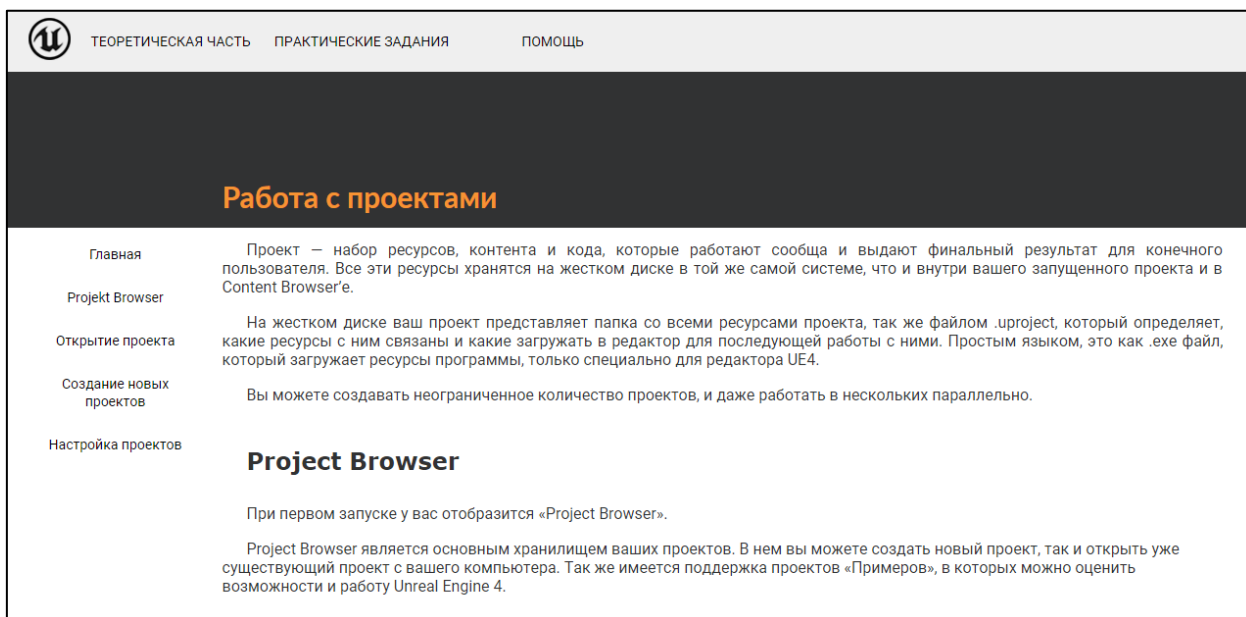 ТЕОРЕТИЧЕСКАЯ ЧАСТЬ ПРАКТИЧЕСКИЕ ЗАДАНИЯ ПОМОЩЬ
Работа с проектами
Главная
Projekt Browser
Открытие проекта
Создание новых
проектов
Настройка проектов
Проект — набор ресурсов, контента и кода, которые работают сообща и выдают финальный результат для конечного
пользователя. Все эти ресурсы хранятся на жестком диске в той же самой системе, что и внутри вашего запущенного проекта и в
Content Browser’е.
На жестком диске ваш проект представляет папка со всеми ресурсами проекта, так же файлом .uproject, который определяет,
какие ресурсы с ним связаны и какие загружать в редактор для последующей работы с ними. Простым языком, это как .exe файл,
который загружает ресурсы программы, только специально для редактора UE4.
Вы можете создавать неограниченное количество проектов, и даже работать в нескольких параллельно.
Project Browser
При первом запуске у вас отобразится «Project Browser».
Project Browser является основным хранилищем ваших проектов. В нем вы можете создать новый проект, так и открыть уже
существующий проект с вашего компьютера. Так же имеется поддержка проектов «Примеров», в которых можно оценить
возможности и работу Unreal Engine 4.